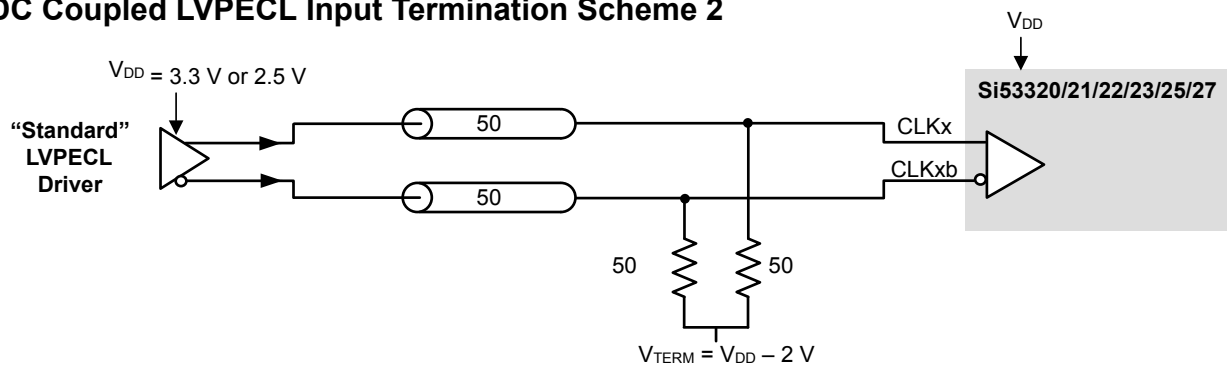 DC Coupled LVPECL Input Termination Scheme 2
VDD
VDD = 3.3 V or 2.5 V
Si53320/21/22/23/25/27
“Standard”
LVPECL
Driver
50
CLKx
50
CLKxb
50
50
VTERM = VDD – 2 V